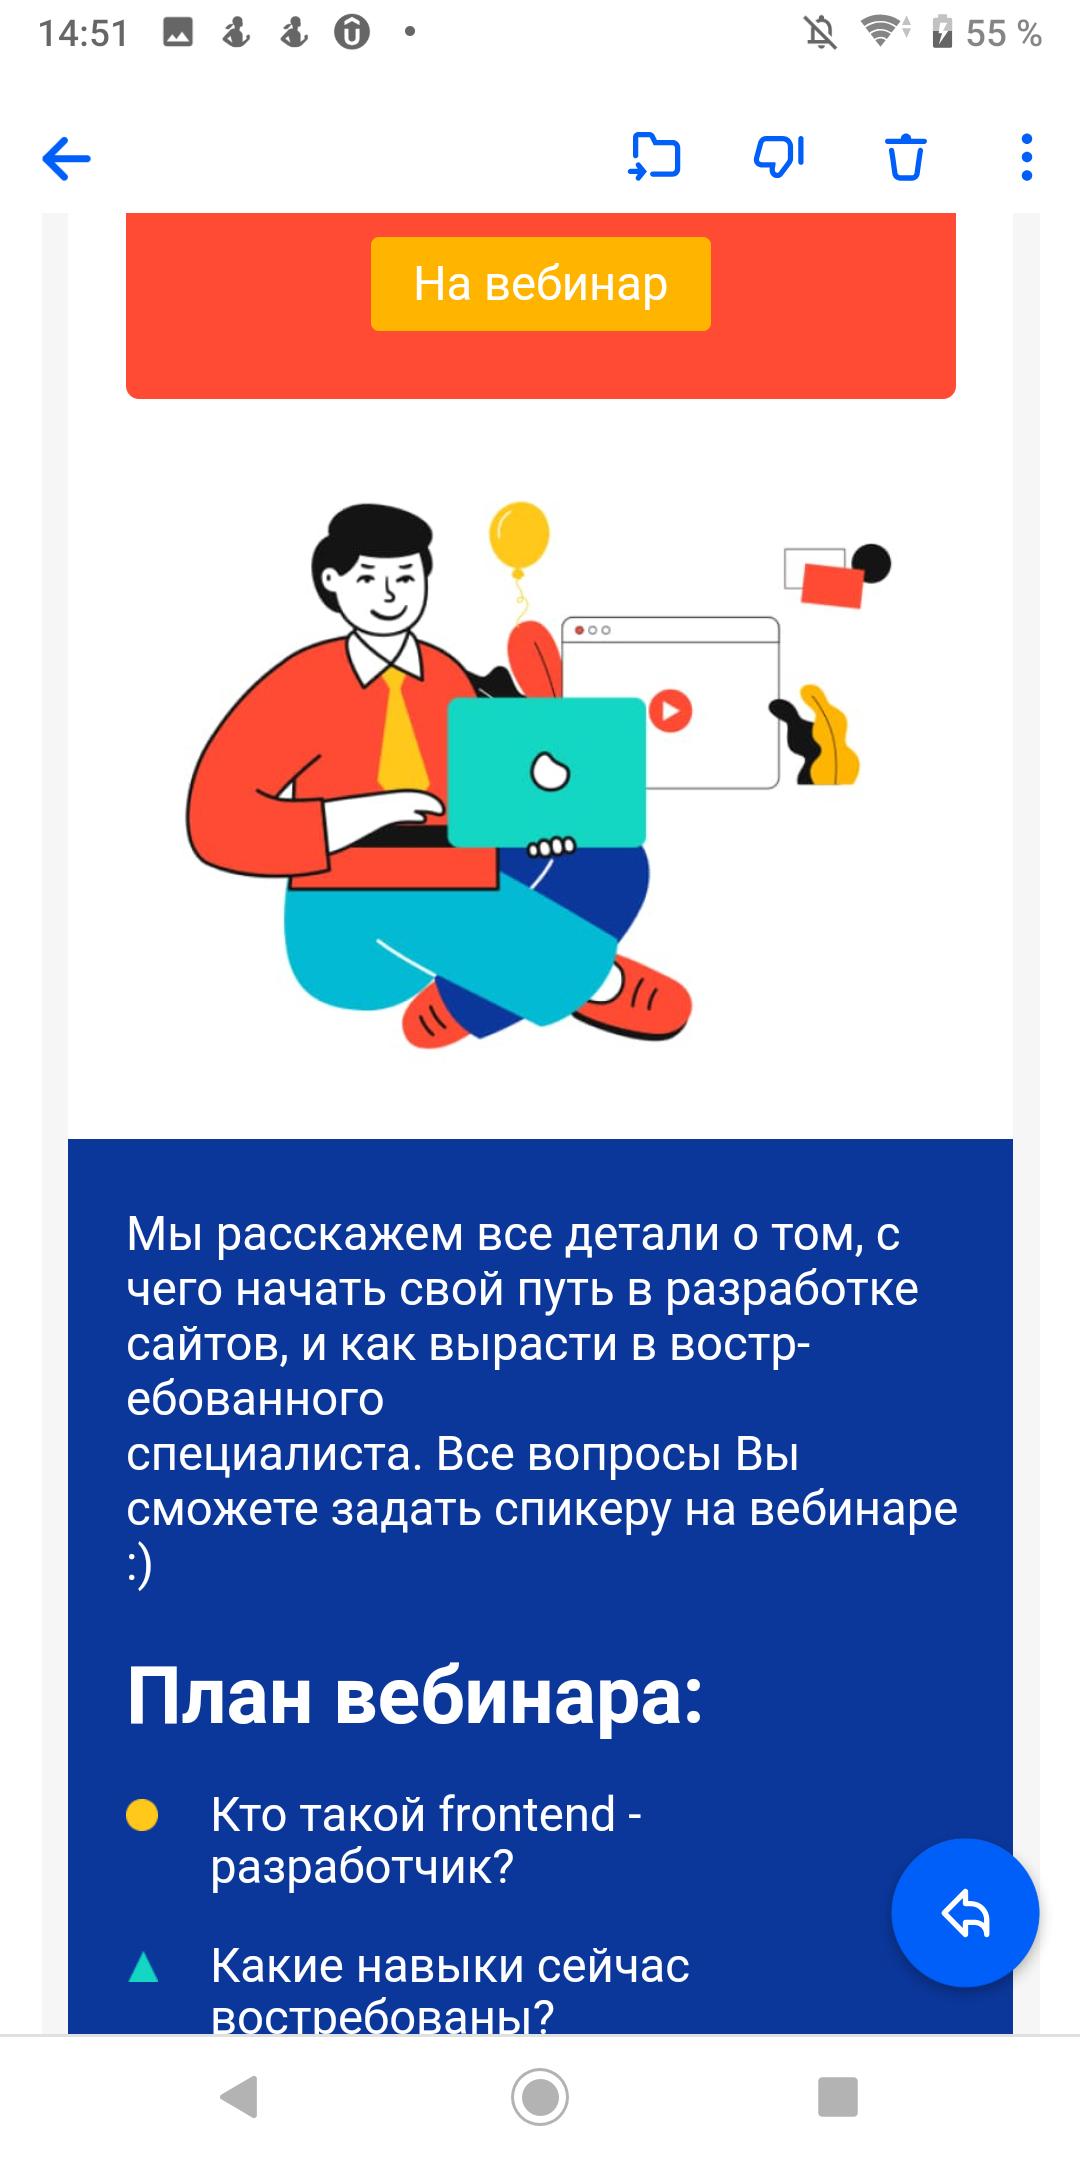 14:51
55 %
На вебинар
Мы расскажем все детали о том, с
чего начать свой путь в разработке
сайтов, и как вырасти в востр-
ебованного
специалиста. Все вопросы Вы
сможете задать спикеру на вебинаре
:)
План вебинара:
Кто такой frontend -
разработчик?
Какие навыки сейчас
востребованы?